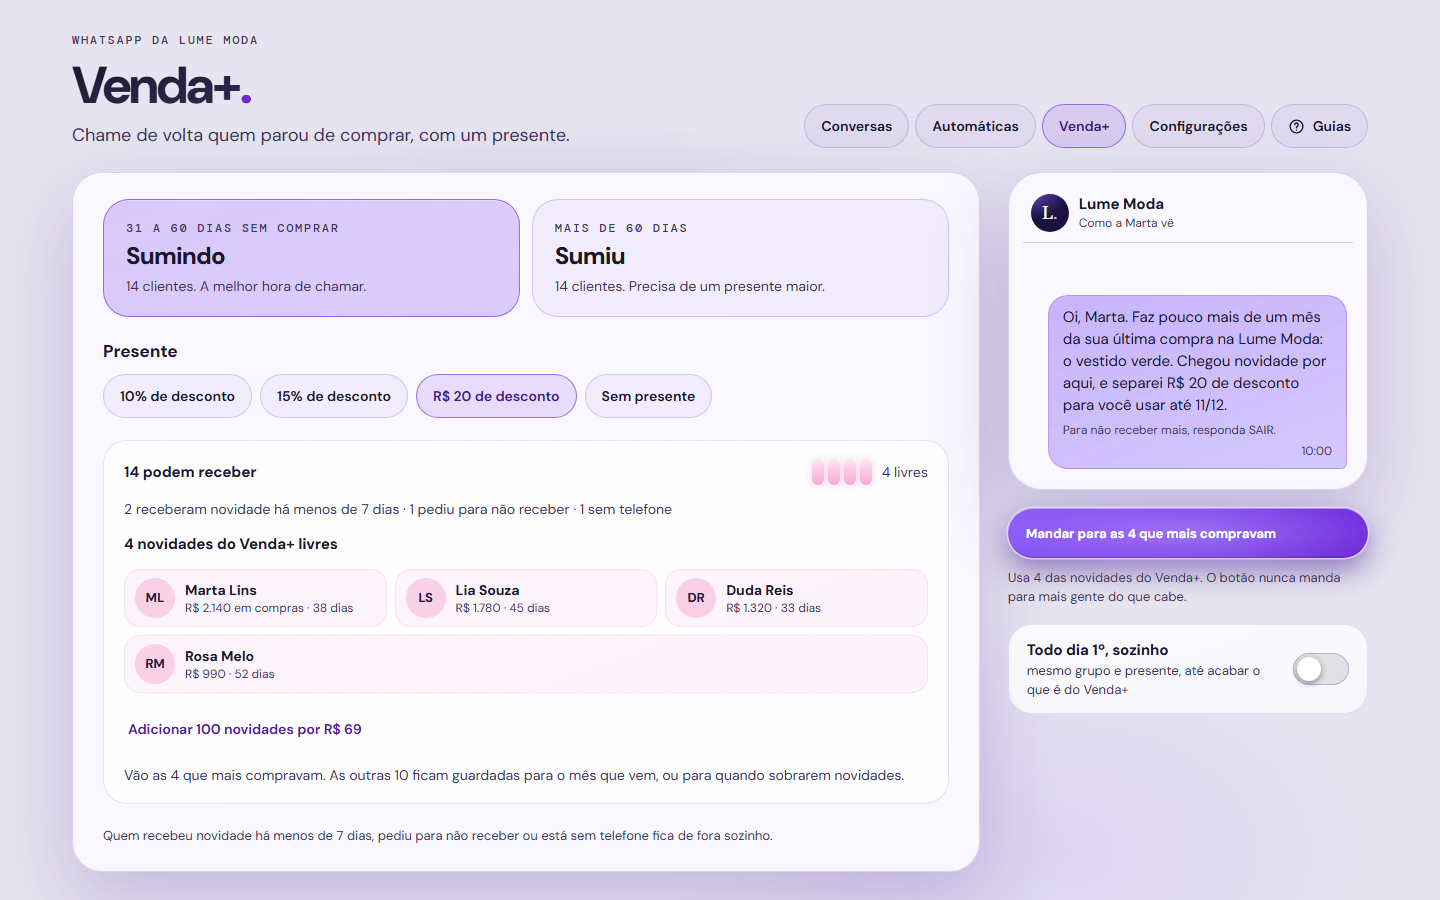 WHATSAPP DA LUME MODA
Venda+.
Chame de volta quem parou de comprar, com um presente.
Conversas
Automáticas
Venda+
Configurações
Guias
31 A 60 DIAS SEM COMPRAR
Sumindo
14 clientes. A melhor hora de chamar.
MAIS DE 60 DIAS
Sumiu
14 clientes. Precisa de um presente maior.
Presente
10% de desconto
15% de desconto
R$ 20 de desconto
Sem presente
14 podem receber
4 livres
2 receberam novidade há menos de 7 dias · 1 pediu para não receber · 1 sem telefone
4 novidades do Venda+ livres
ML
Marta Lins
R$ 2.140 em compras · 38 dias
LS
Lia Souza
R$ 1.780 · 45 dias
DR
Duda Reis
R$ 1.320 · 33 dias
RM
Rosa Melo
R$ 990 · 52 dias
Adicionar 100 novidades por R$ 69
Vão as 4 que mais compravam. As outras 10 ficam guardadas para o mês que vem, ou para quando sobrarem novidades.
Quem recebeu novidade há menos de 7 dias, pediu para não receber ou está sem telefone fica de fora sozinho.
L.
Lume Moda
Como a Marta vê
Oi, Marta. Faz pouco mais de um mês
da sua última compra na Lume Moda:
o vestido verde. Chegou novidade por
aqui, e separei R$ 20 de desconto
para você usar até 11/12.
Para não receber mais, responda SAIR.
10:00
Mandar para as 4 que mais compravam
Usa 4 das novidades do Venda+. O botão nunca manda
para mais gente do que cabe.
Todo dia 1º, sozinho
mesmo grupo e presente, até acabar o
que é do Venda+